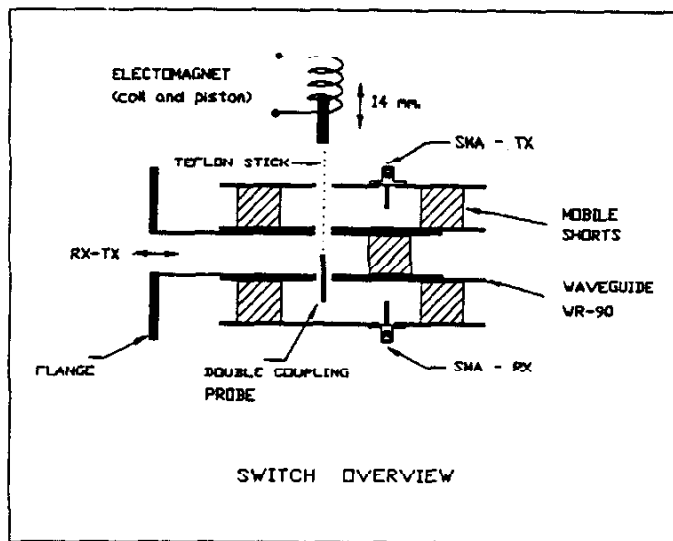 ELECTOMAGNET
(coil and piston)
14 mm.
SMA - TX
TEFLON STICK
MOBILE
SHORTS
RX-TX
WAVEGUIDE
WR-90
FLANGE
DOUBLE COUPLING
PROBE
SMA - RX
SWITCH OVERVIEW